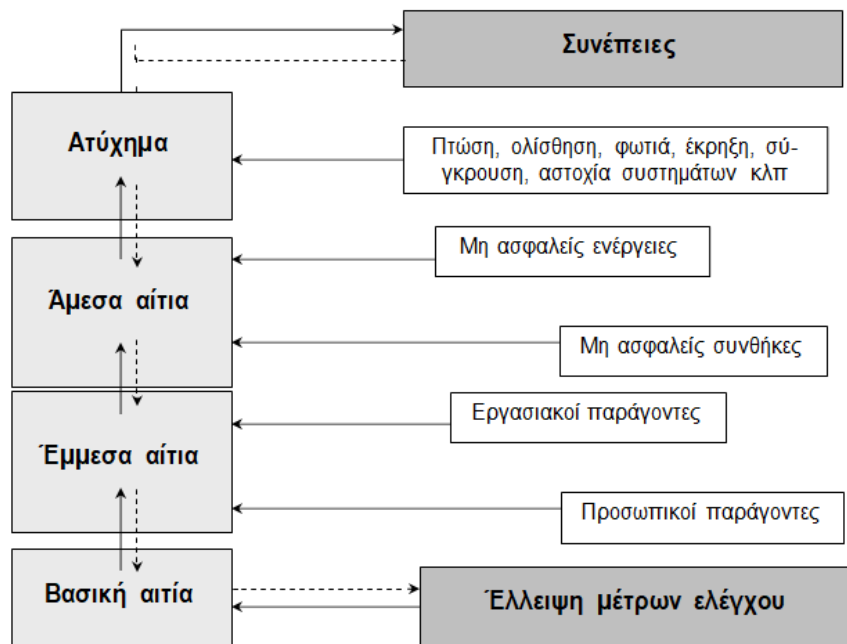 Συνέπειες
Ατύχημα
Πτώση, ολίσθηση, φωτιά, έκρηξη, σύ-
γκρουση, αστοχία συστημάτων κλπ
Μη ασφαλείς ενέργειες
Άμεσα αίτια
Μη ασφαλείς συνθήκες
Εργασιακοί παράγοντες
Έμμεσα αίτια
Προσωπικοί παράγοντες
Βασική αιτία
Έλλειψη μέτρων ελέγχου